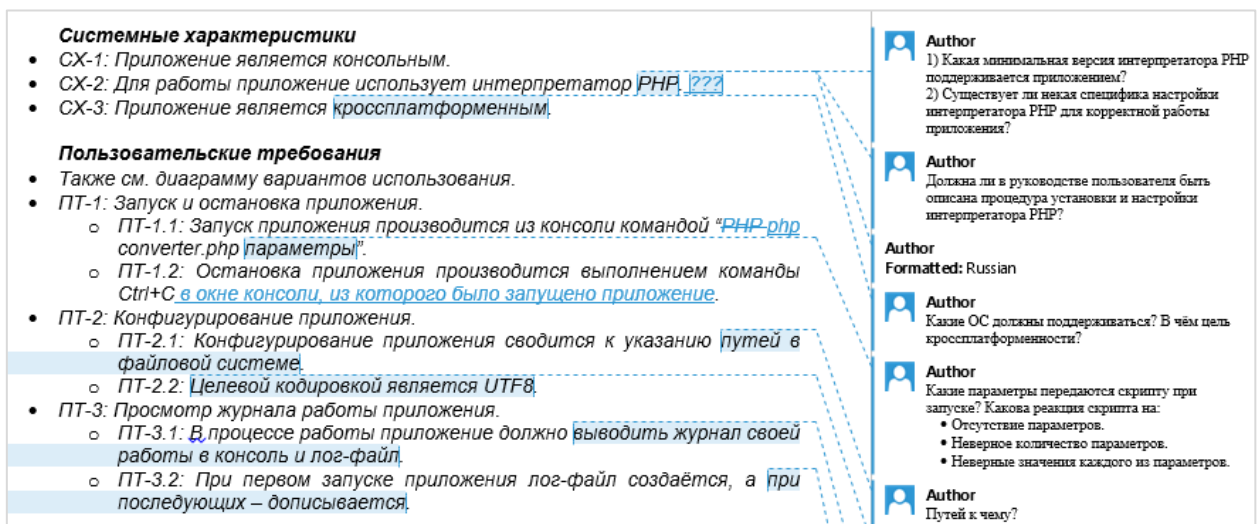 Системные характеристики
• СХ-1: Приложение является консольным.
• СХ-2: Для работы приложение использует интерпретатор PHP. ???
• СХ-3: Приложение является кроссплатформенным.
Пользовательские требования
• Также см. диаграмму вариантов использования.
• ПТ-1: Запуск и остановка приложения.
o ПТ-1.1: Запуск приложения производится из консоли командой “PHP php
converter.php параметры”.
o ПТ-1.2: Остановка приложения производится выполнением команды
Ctrl+C в окне консоли, из которого было запущено приложение.
• ПТ-2: Конфигурирование приложения.
o ПТ-2.1: Конфигурирование приложения сводится к указанию путей в
файловой системе.
o ПТ-2.2: Целевой кодировкой является UTF8.
• ПТ-3: Просмотр журнала работы приложения.
o ПТ-3.1: В процессе работы приложение должно выводить журнал своей
работы в консоль и лог-файл.
o ПТ-3.2: При первом запуске приложения лог-файл создаётся, а при
последующих – дописывается.
Author
1) Какая минимальная версия интерпретатора PHP
поддерживается приложением?
2) Существует ли некая специфика настройки
интерпретатора PHP для корректной работы
приложения?
Author
Должна ли в руководстве пользователя быть
описана процедура установки и настройки
интерпретатора PHP?
Author
Formatted: Russian
Author
Какие ОС должны поддерживаться? В чём цель
кроссплатформенности?
Author
Какие параметры передаются скрипту при
запуске? Какова реакция скрипта на:
• Отсутствие параметров.
• Неверное количество параметров.
• Неверные значения каждого из параметров.
Author
Путей к чему?